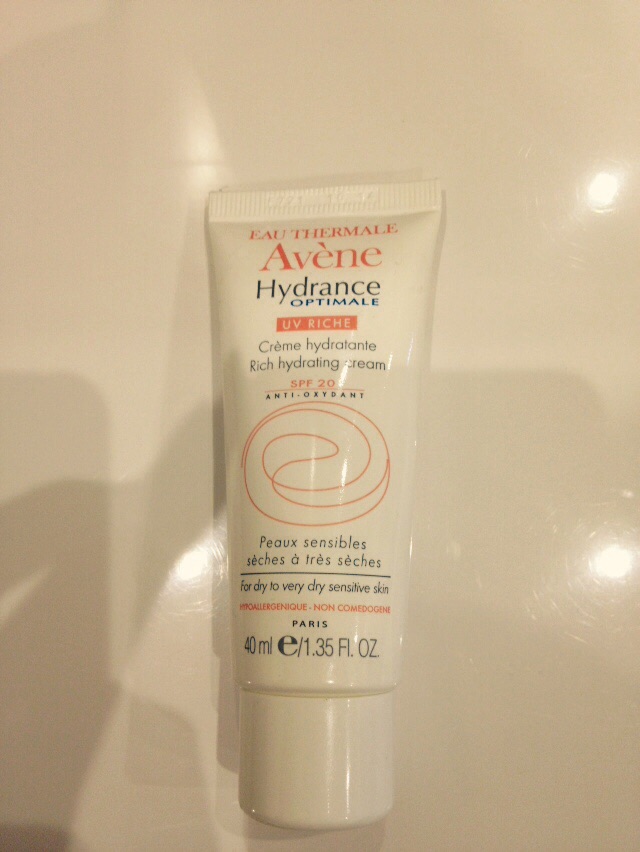 EAU THERMALE
Avène
Hydrance
OPTIMALE
UV RICHE
Crème hydratante
Rich hydrating cream
SPF 20
ANTI-OXYDANT
Peaux sensibles
sèches à très sèches
For dry to very dry sensitive skin
HYPOALLERGENIQUE - NON COMEDOGENE
PARIS
40 ml e/1.35 Fl. OZ.